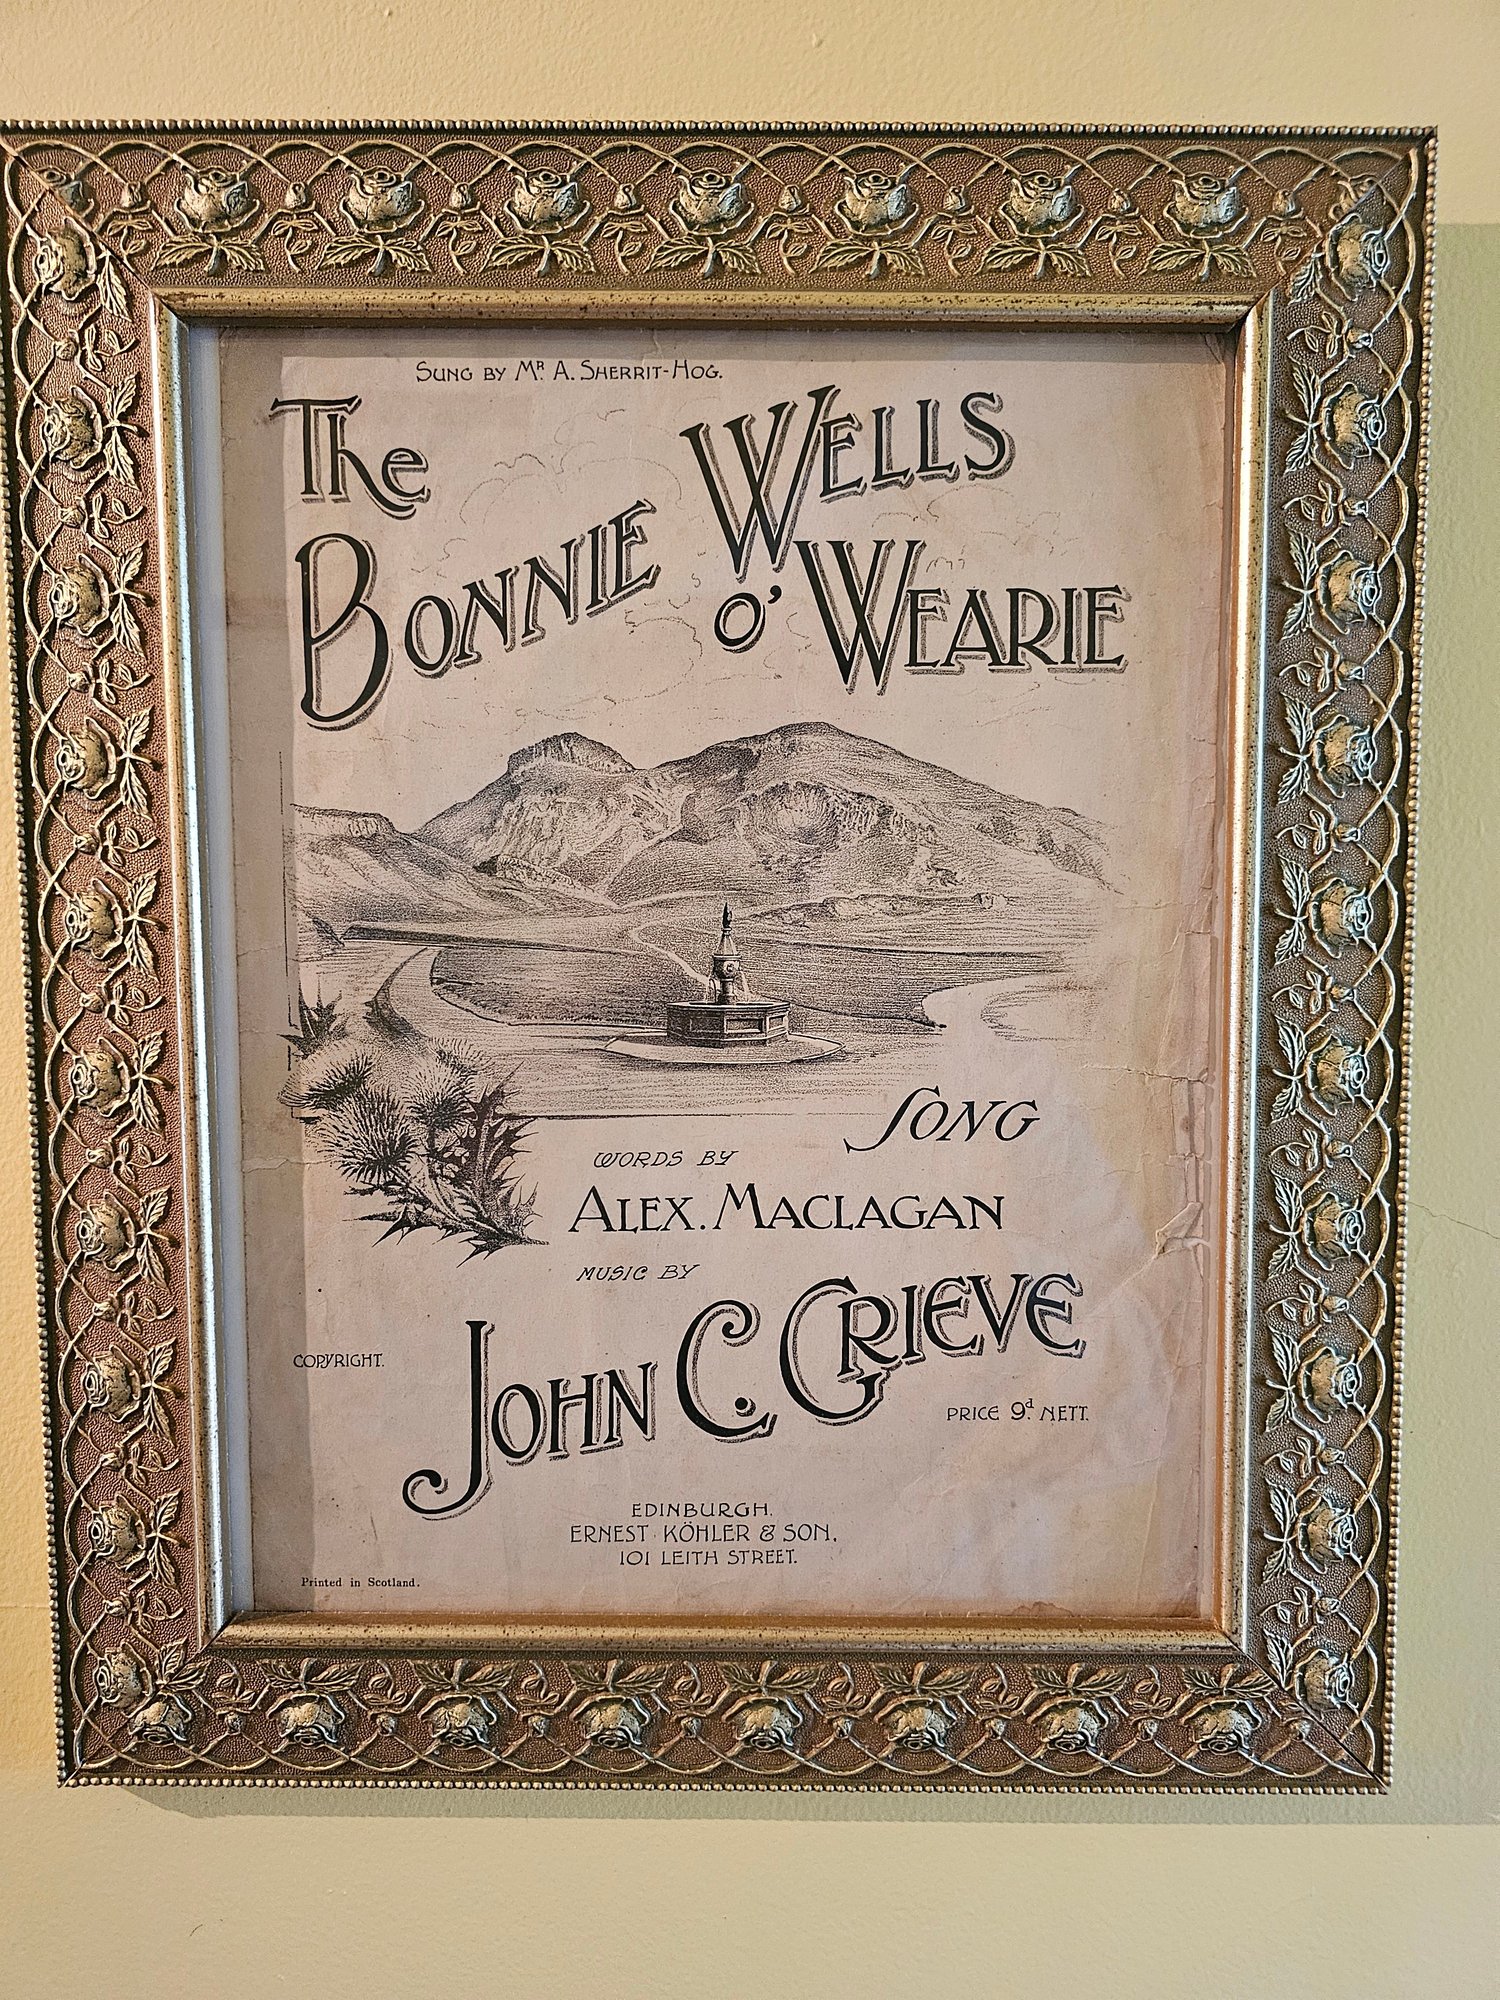 Sung by Mr. A. Sherrit-Hog.
The
Bonnie Wells
o' Wearie
Song
Words by
Alex. Maclagan
Music by
John C. Grieve
Copyright.
Price 9d. Nett.
Edinburgh.
Ernest Köhler & Son,
101 Leith Street.
Printed in Scotland.